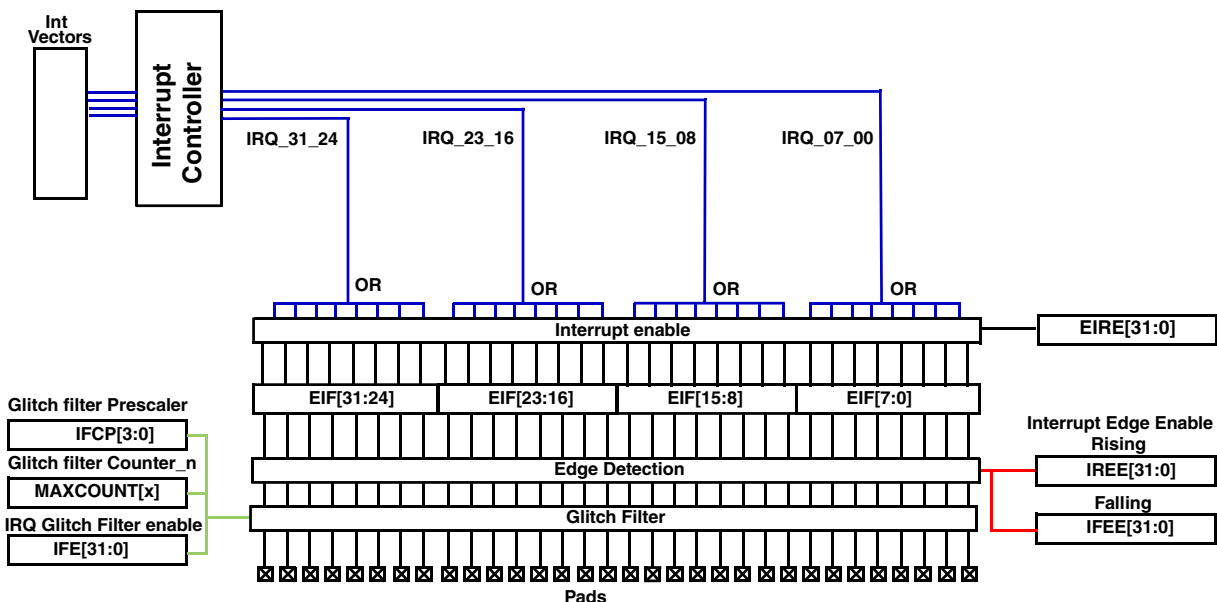 Int
Vectors
Interrupt
Controller
IRQ_31_24
IRQ_23_16
IRQ_15_08
IRQ_07_00
OR
OR
OR
OR
Interrupt enable
EIRE[31:0]
EIF[31:24]
EIF[23:16]
EIF[15:8]
EIF[7:0]
Glitch filter Prescaler
IFCP[3:0]
Glitch filter Counter_n
MAXCOUNT[x]
IRQ Glitch Filter enable
IFE[31:0]
Edge Detection
Glitch Filter
Interrupt Edge Enable
Rising
IREE[31:0]
Falling
IFEE[31:0]
Pads